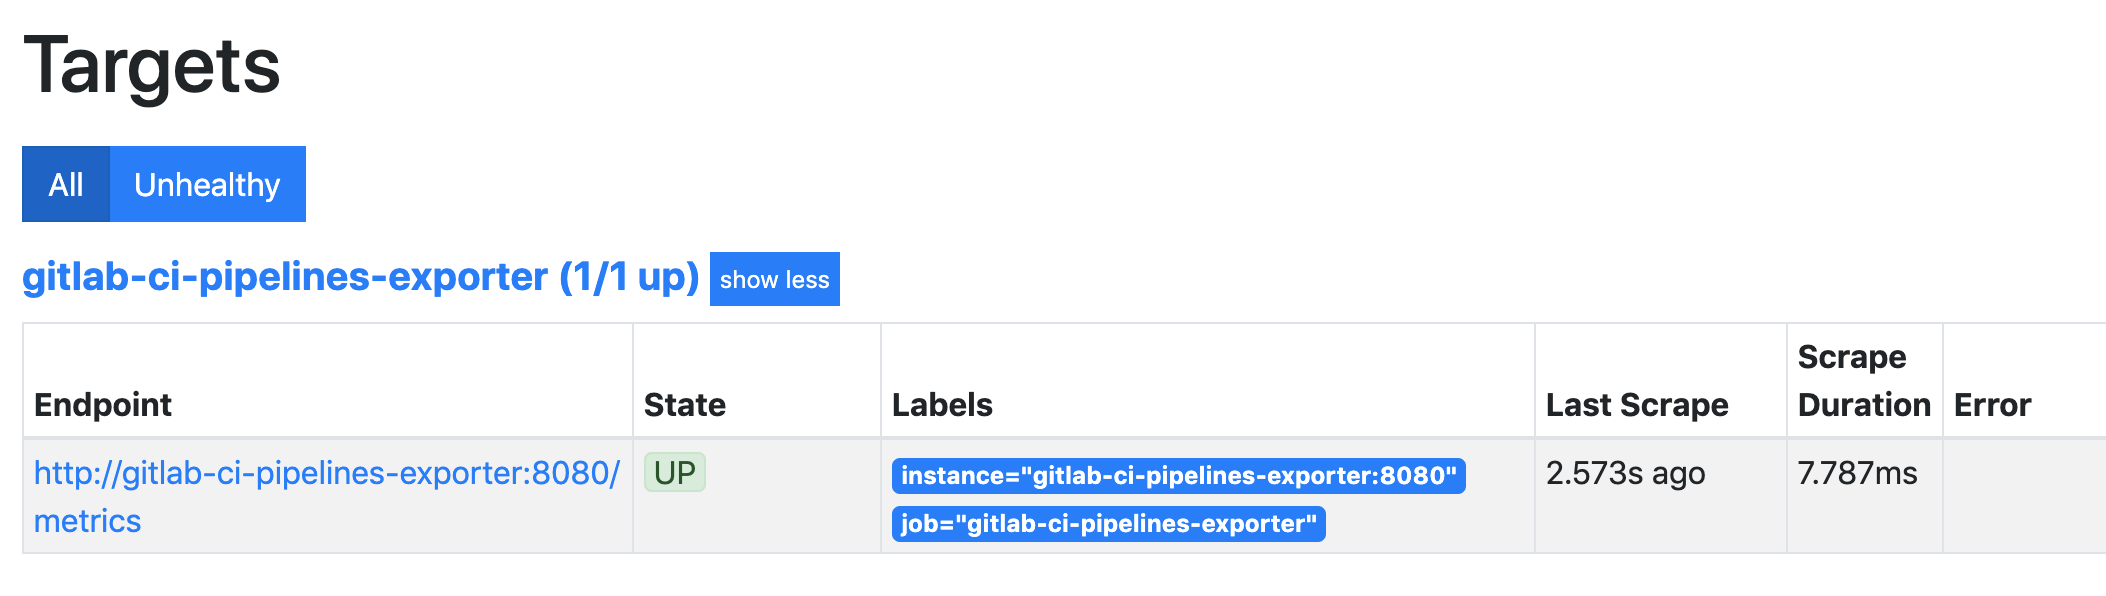 Targets
All Unhealthy
gitlab-ci-pipelines-exporter (1/1 up) show less
Endpoint State Labels Last Scrape Scrape Duration Error
http://gitlab-ci-pipelines-exporter:8080/ UP instance="gitlab-ci-pipelines-exporter:8080" 2.573s ago 7.787ms
metrics job="gitlab-ci-pipelines-exporter"